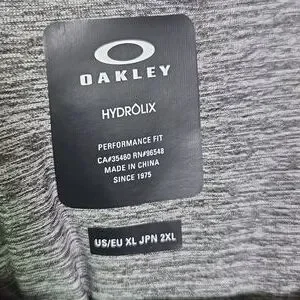 OAKLEY
HYDROLIX
PERFORMANCE FIT
CA#35460 RN#96548
MADE IN CHINA
SINCE 1975
US/EU XL JPN 2XL